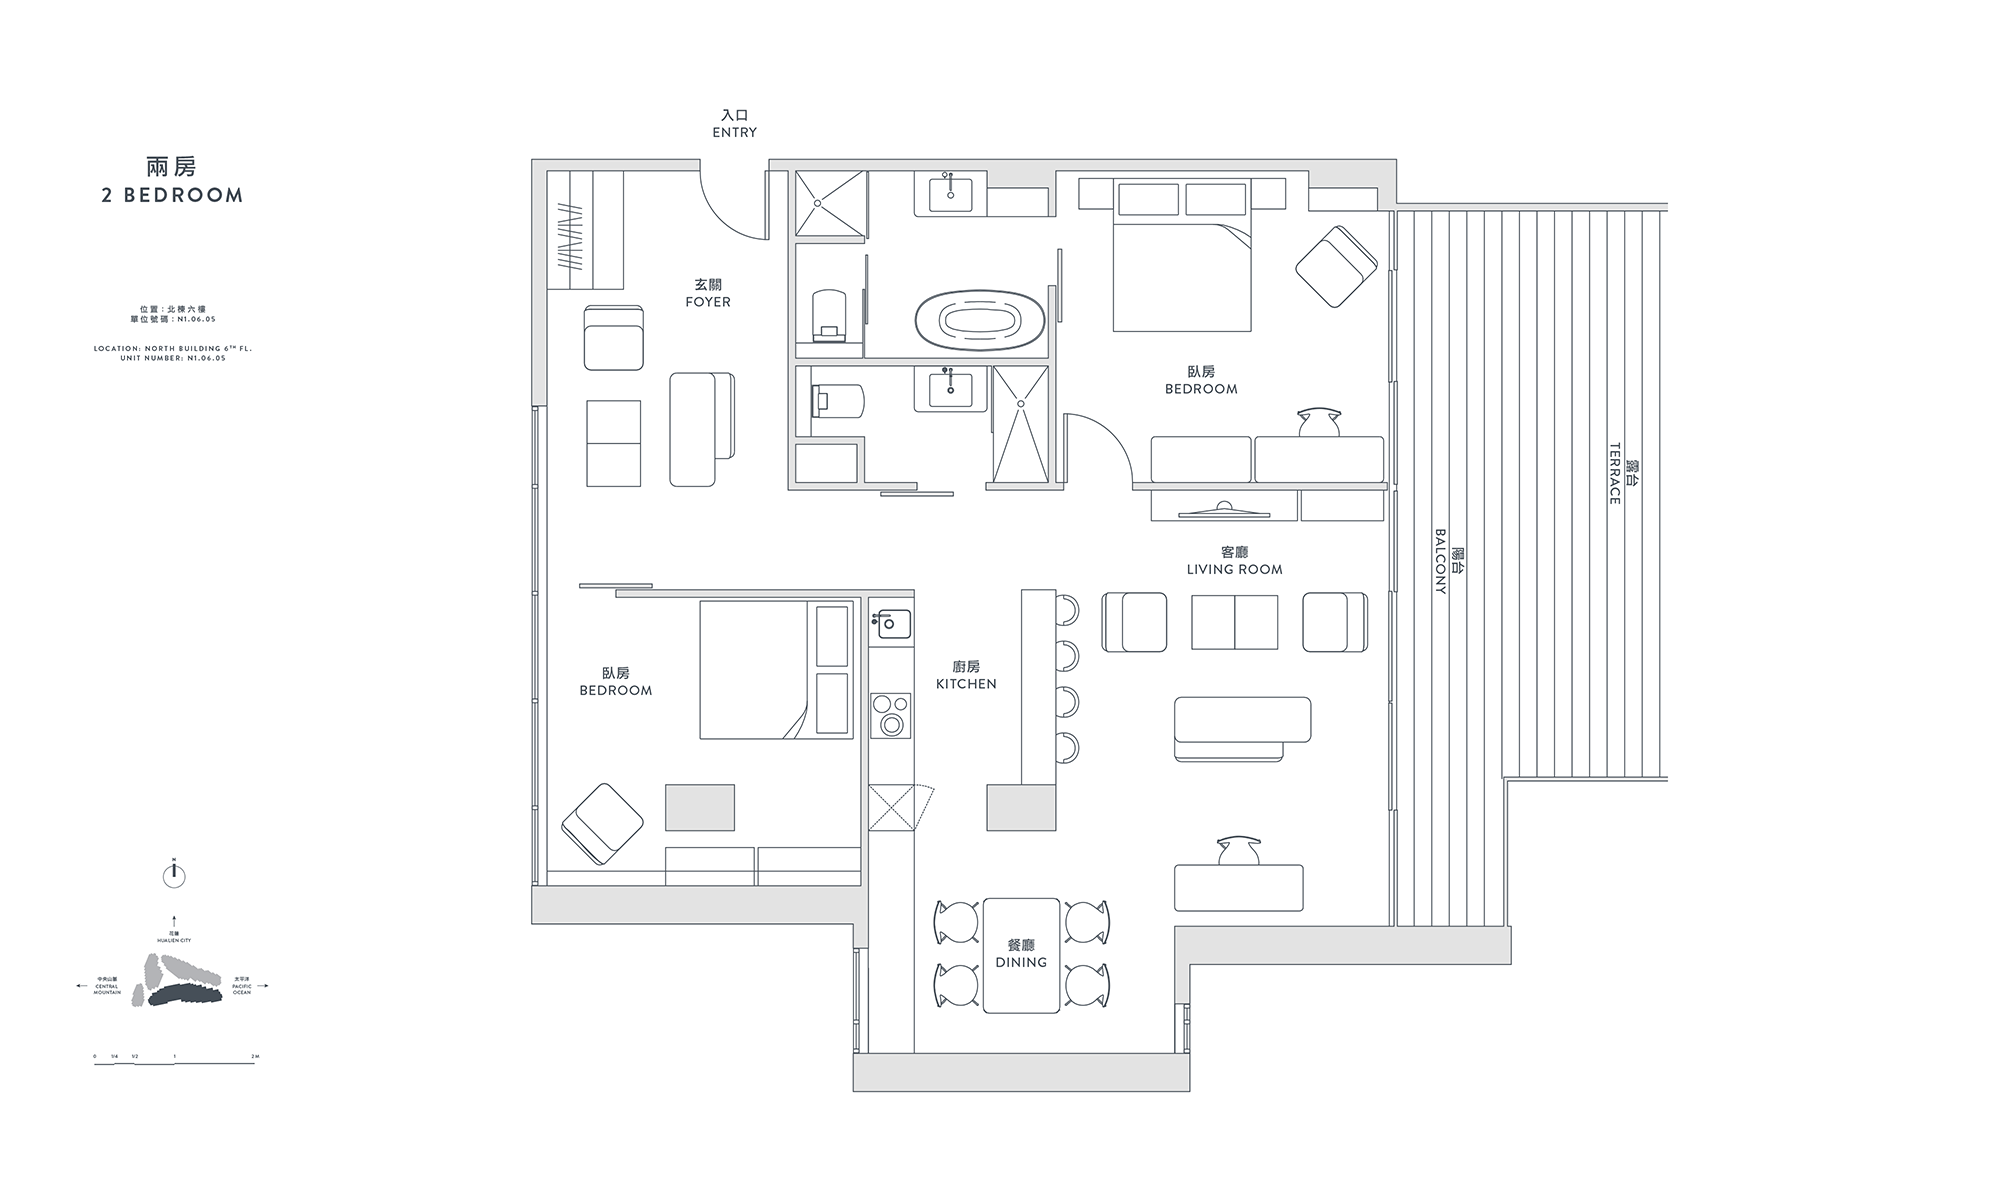 兩房
2 BEDROOM
位置：北棟六樓
單位號碼：N1.06.05
LOCATION: NORTH BUILDING 6TH FL.
UNIT NUMBER: N1.06.05
入口
ENTRY
玄關
FOYER
臥房
BEDROOM
露台
TERRACE
陽台
BALCONY
客廳
LIVING ROOM
臥房
BEDROOM
廚房
KITCHEN
餐廳
DINING
N
花蓮
HUALIEN CITY
中央山脈
CENTRAL
MOUNTAIN
太平洋
PACIFIC
OCEAN
0 1/4 1/2 1 2 M